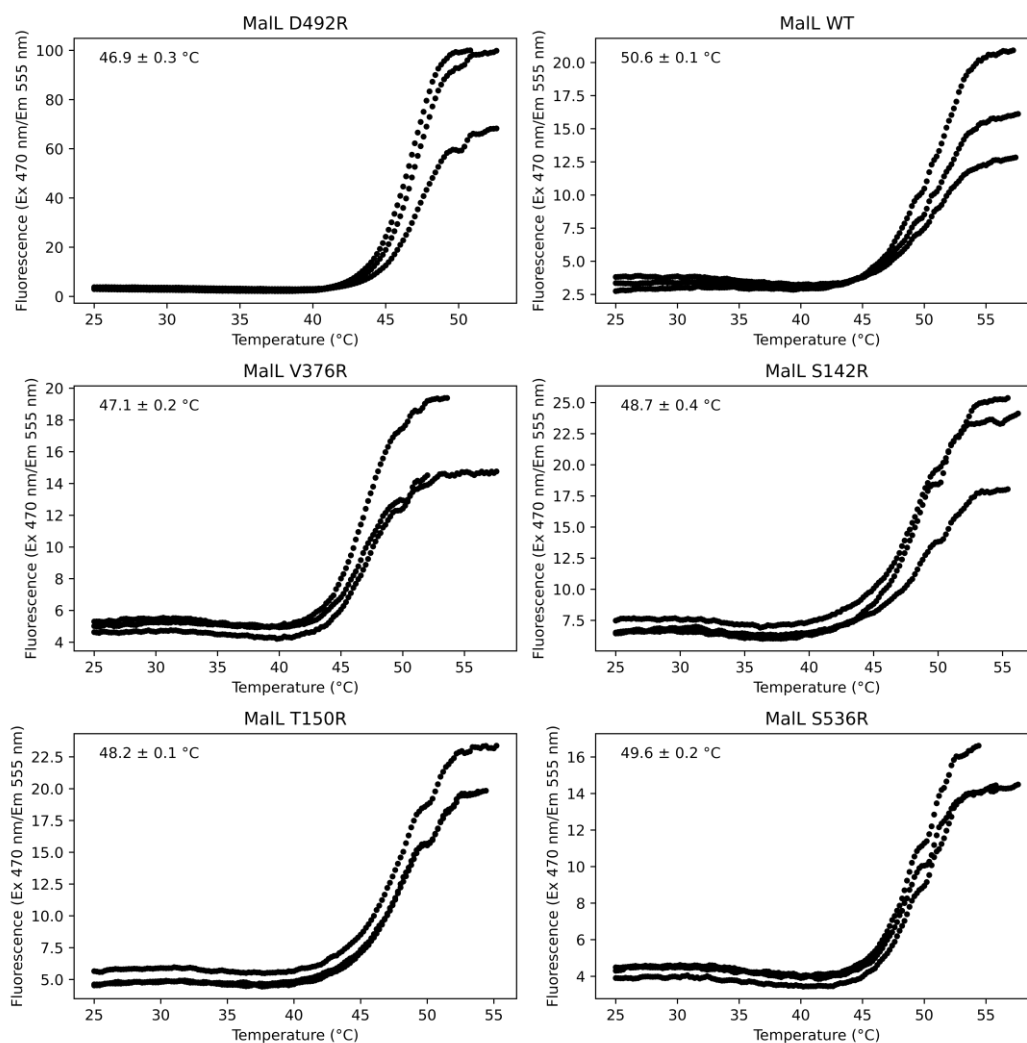 MalL D492R
46.9 ± 0.3 °C
Fluorescence (Ex 470 nm/Em 555 nm)
100
80
60
40
20
0
25 30 35 40 45 50
Temperature (°C)
MalL WT
50.6 ± 0.1 °C
Fluorescence (Ex 470 nm/Em 555 nm)
20.0
17.5
15.0
12.5
10.0
7.5
5.0
2.5
25 30 35 40 45 50 55
Temperature (°C)
MalL V376R
47.1 ± 0.2 °C
Fluorescence (Ex 470 nm/Em 555 nm)
20
18
16
14
12
10
8
6
4
25 30 35 40 45 50 55
Temperature (°C)
MalL S142R
48.7 ± 0.4 °C
Fluorescence (Ex 470 nm/Em 555 nm)
25.0
22.5
20.0
17.5
15.0
12.5
10.0
7.5
25 30 35 40 45 50 55
Temperature (°C)
MalL T150R
48.2 ± 0.1 °C
Fluorescence (Ex 470 nm/Em 555 nm)
22.5
20.0
17.5
15.0
12.5
10.0
7.5
5.0
25 30 35 40 45 50 55
Temperature (°C)
MalL S536R
49.6 ± 0.2 °C
Fluorescence (Ex 470 nm/Em 555 nm)
16
14
12
10
8
6
4
25 30 35 40 45 50 55
Temperature (°C)